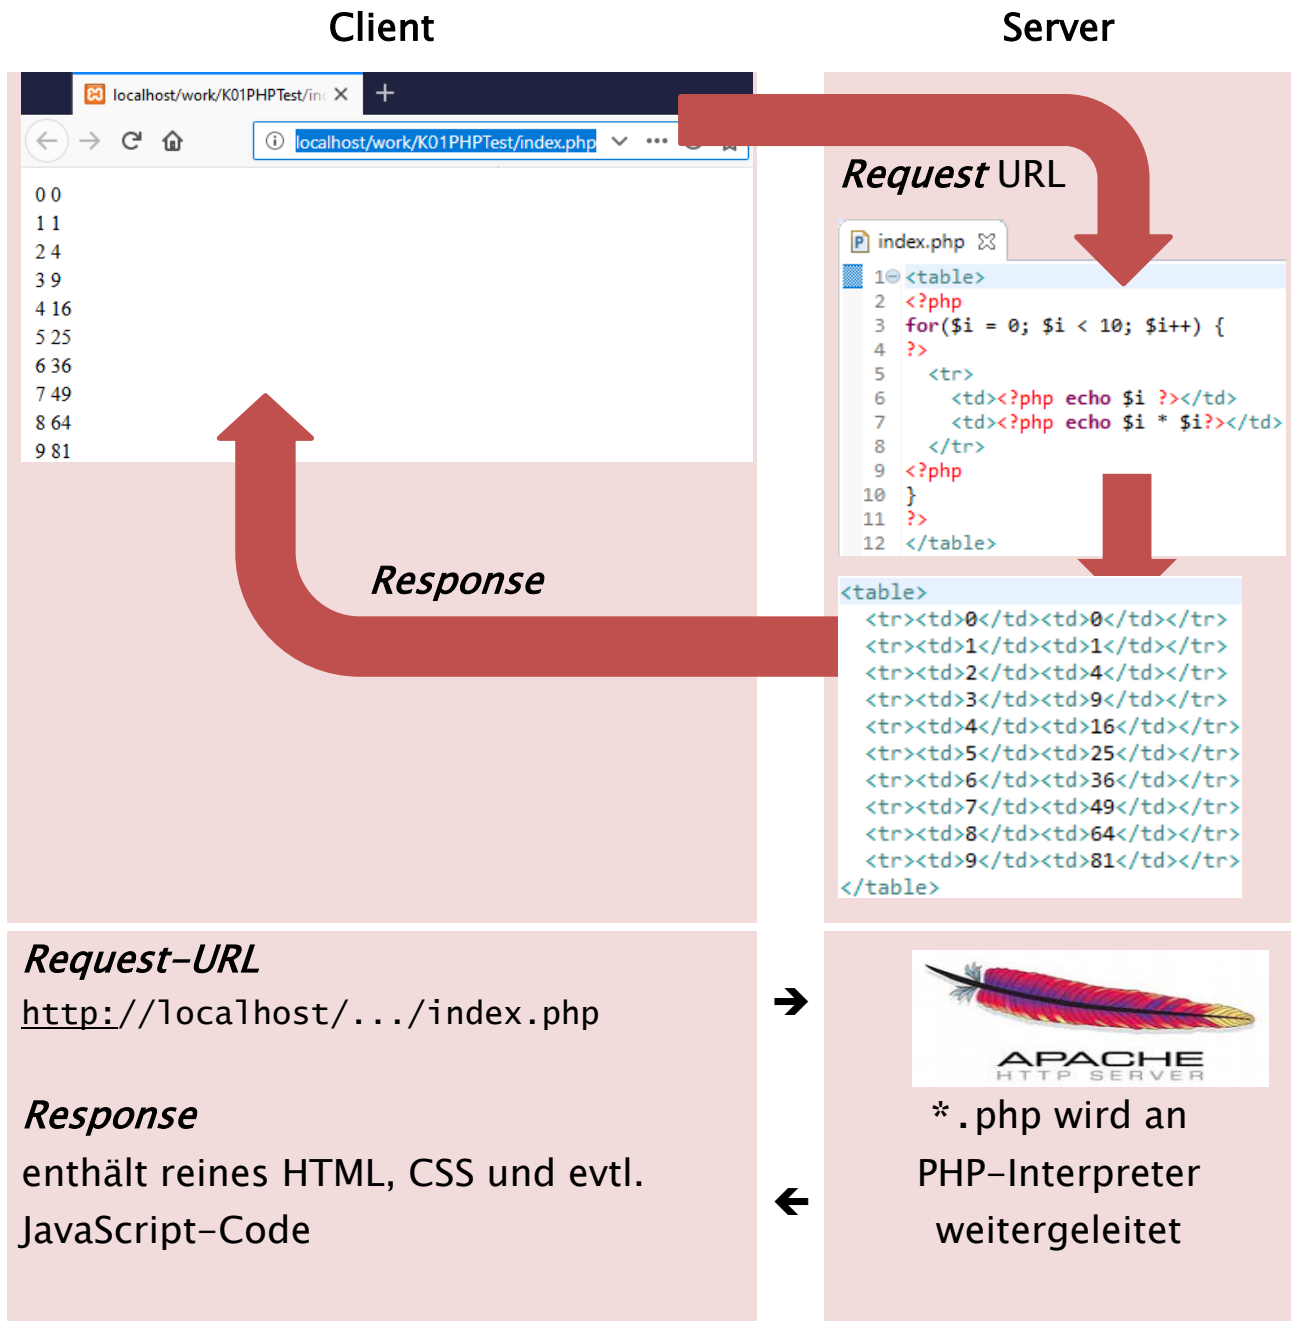 Client
Server
localhost/work/K01PHPTest/ind
localhost/work/K01PHPTest/index.php
0 0
1 1
2 4
3 9
4 16
5 25
6 36
7 49
8 64
9 81
Request URL
index.php
1 <table>
2 <?php
3 for($i = 0; $i < 10; $i++) {
4 ?>
5 <tr>
6 <td><?php echo $i ?></td>
7 <td><?php echo $i * $i?></td>
8 </tr>
9 <?php
10 }
11 ?>
12 </table>
Response
<table>
<tr><td>0</td><td>0</td></tr>
<tr><td>1</td><td>1</td></tr>
<tr><td>2</td><td>4</td></tr>
<tr><td>3</td><td>9</td></tr>
<tr><td>4</td><td>16</td></tr>
<tr><td>5</td><td>25</td></tr>
<tr><td>6</td><td>36</td></tr>
<tr><td>7</td><td>49</td></tr>
<tr><td>8</td><td>64</td></tr>
<tr><td>9</td><td>81</td></tr>
</table>
Request-URL
http://localhost/.../index.php
Response
enthält reines HTML, CSS und evtl.
JavaScript-Code
➔
➔
APACHE
HTTP SERVER
*.php wird an
PHP-Interpreter
weitergeleitet